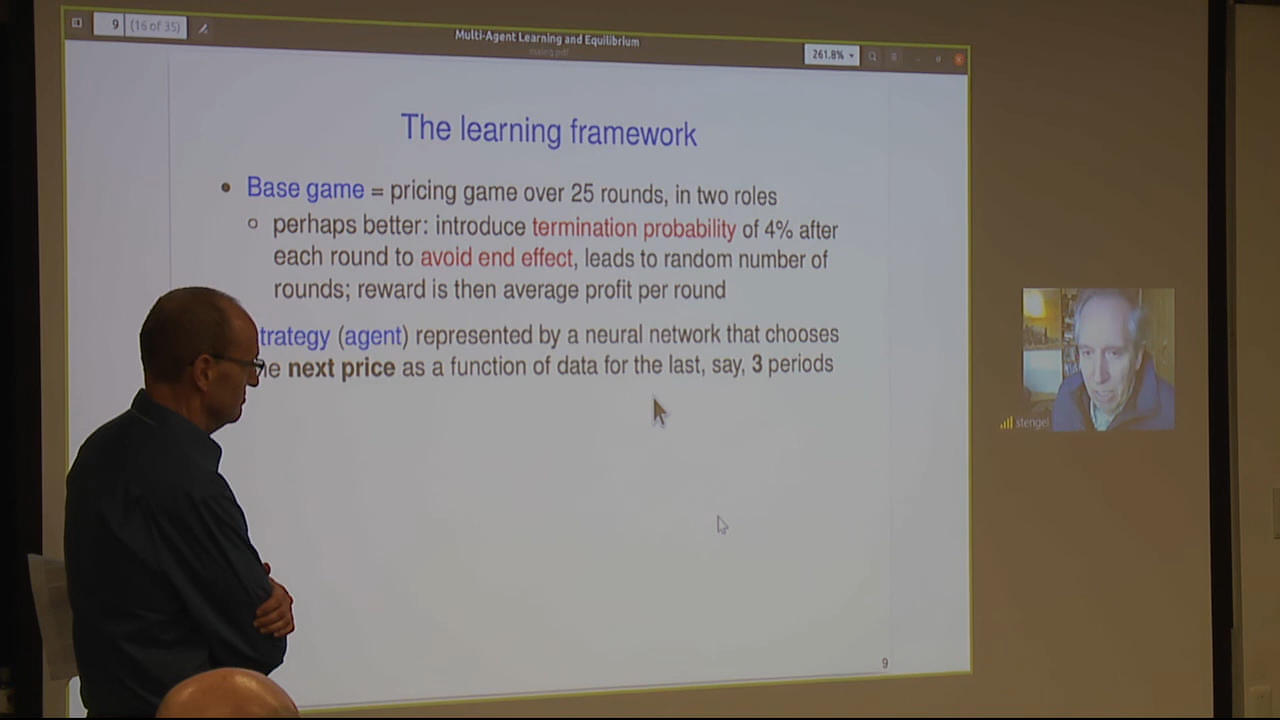 9 (16 of 35)
Multi-Agent Learning and Equilibrium
261.8%
The learning framework
• Base game = pricing game over 25 rounds, in two roles
○ perhaps better: introduce termination probability of 4% after
each round to avoid end effect, leads to random number of
rounds; reward is then average profit per round
trategy (agent) represented by a neural network that chooses
e next price as a function of data for the last, say, 3 periods
stengel
9